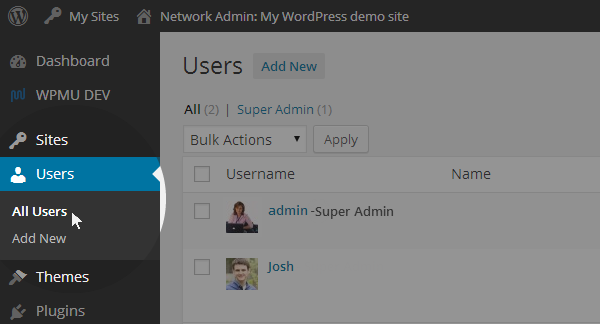 My Sites Network Admin: My WordPress demo site
Dashboard
WPMU DEV
Sites
Users
All Users
Add New
Themes
Plugins
Users Add New
All (2) | Super Admin (1)
Bulk Actions Apply
Username Name
admin -Super Admin
Josh